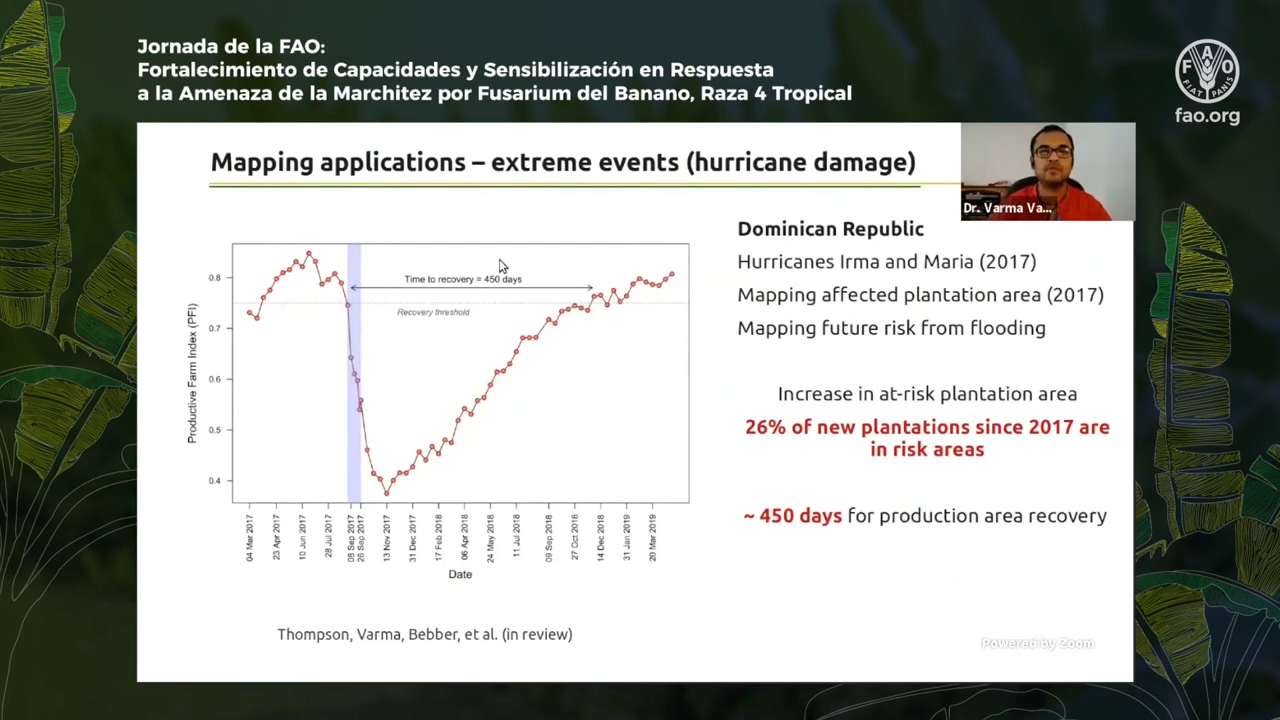 Jornada de la FAO:
Fortalecimiento de Capacidades y Sensibilización en Respuesta
a la Amenaza de la Marchitez por Fusarium del Banano, Raza 4 Tropical
FAO
FIAT PANIS
fao.org
Mapping applications – extreme events (hurricane damage)
Dr. Varma Va...
Dominican Republic
Hurricanes Irma and Maria (2017)
Mapping affected plantation area (2017)
Mapping future risk from flooding
Increase in at-risk plantation area
26% of new plantations since 2017 are
in risk areas
~ 450 days for production area recovery
Productive Farm Index (PFI)
0.8
0.7
0.6
0.5
0.4
Time to recovery = 450 days
Recovery threshold
04 Mar 2017
23 Apr 2017
10 Jun 2017
28 Jul 2017
08 Sep 2017
26 Sep 2017
13 Nov 2017
31 Dec 2017
17 Feb 2018
06 Apr 2018
24 May 2018
11 Jul 2018
09 Sep 2018
27 Oct 2018
14 Dec 2018
31 Jan 2019
20 Mar 2019
Date
Thompson, Varma, Bebber, et al. (in review)
Powered by Zoom